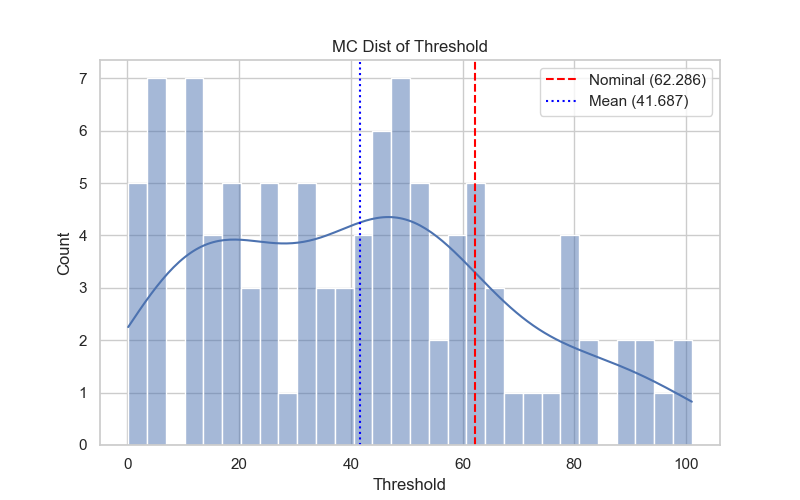 MC Dist of Threshold
Nominal (62.286)
Mean (41.687)
Count
7
6
5
4
3
2
1
0
0 20 40 60 80 100
Threshold